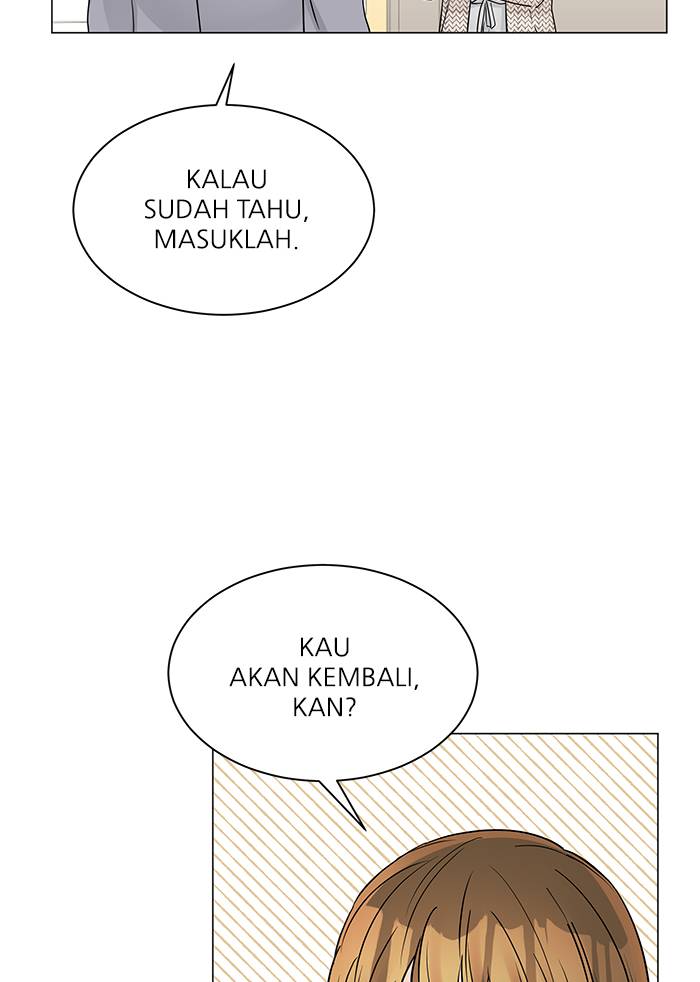 KALAU
SUDAH TAHU,
MASUKLAH.
KAU
AKAN KEMBALI,
KAN?